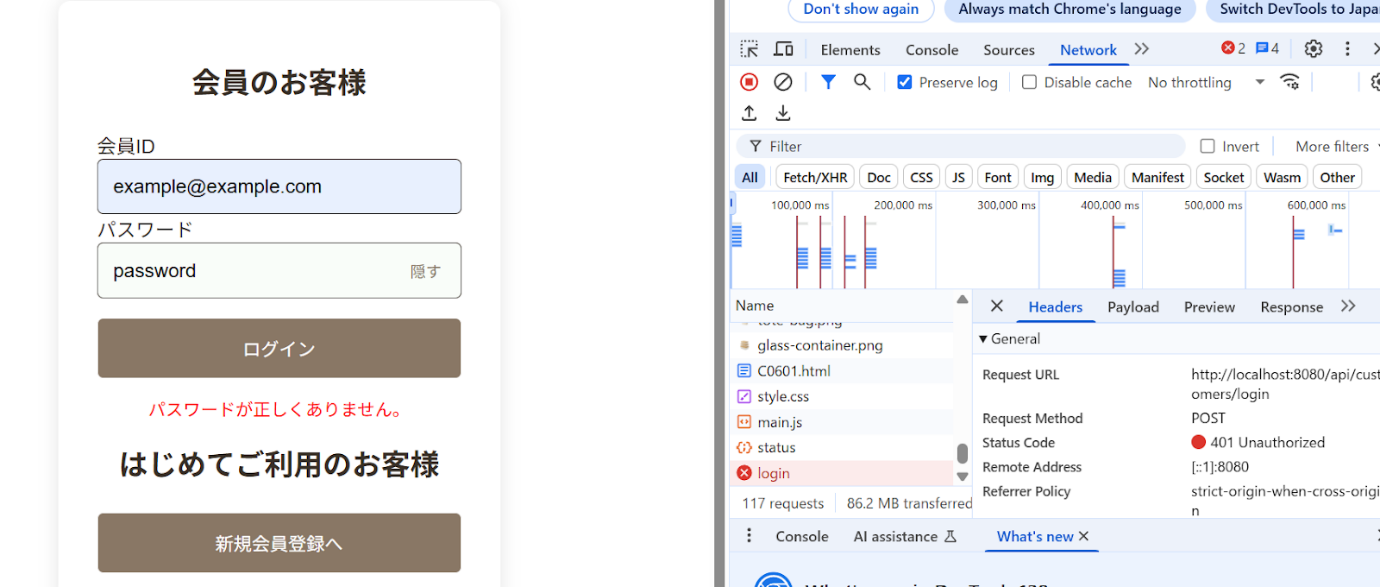 会員のお客様
会員ID
example@example.com
パスワード
password 隠す
ログイン
パスワードが正しくありません。
はじめてご利用のお客様
新規会員登録へ
Don't show again Always match Chrome's language Switch DevTools to Japa
Elements Console Sources Network 2 4
Preserve log Disable cache No throttling
Filter Invert More filters
All Fetch/XHR Doc CSS JS Font Img Media Manifest Socket Wasm Other
100,000 ms 200,000 ms 300,000 ms 400,000 ms 500,000 ms 600,000 ms
Name
tote-bag.png
glass-container.png
C0601.html
style.css
main.js
status
login
117 requests 86.2 MB transferred
Headers Payload Preview Response
General
Request URL http://localhost:8080/api/cust
omers/login
Request Method POST
Status Code 401 Unauthorized
Remote Address [::1]:8080
Referrer Policy strict-origin-when-cross-origi
n
Console AI assistance What's new